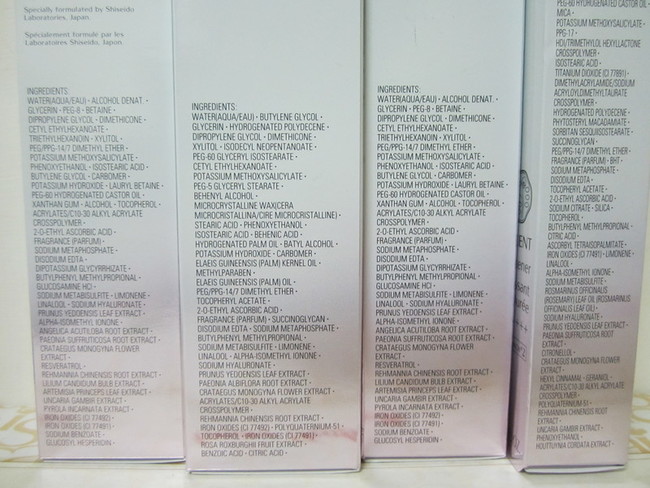 Specially formulated by Shiseido
Laboratories, Japan
Spécialement formulé par les
Laboratoires Shiseido, Japon.
INGREDIENTS:
WATER(AQUA/EAU) • ALCOHOL DENAT. •
GLYCERIN • PEG-8 • BETAINE •
DIPROPYLENE GLYCOL • DIMETHICONE •
CETYL ETHYLHEXANOATE •
TRIETHYLHEXANOIN • XYLITOL •
PEG/PPG-14/7 DIMETHYL ETHER •
POTASSIUM METHOXYSALICYLATE •
PHENOXYETHANOL • ISOSTEARIC ACID •
BUTYLENE GLYCOL • CARBOMER •
POTASSIUM HYDROXIDE • LAURYL BETAINE •
PEG-60 HYDROGENATED CASTOR OIL •
XANTHAN GUM • ALCOHOL • TOCOPHEROL •
ACRYLATES/C10-30 ALKYL ACRYLATE
CROSSPOLYMER •
2-O-ETHYL ASCORBIC ACID •
FRAGRANCE (PARFUM) •
SODIUM METAPHOSPHATE •
DISODIUM EDTA •
DIPOTASSIUM GLYCYRRHIZATE •
BUTYLPHENYL METHYLPROPIONAL •
GLUCOSAMINE HCl •
SODIUM METABISULFITE • LIMONENE •
LINALOOL • SODIUM HYALURONATE •
PRUNUS YEDOENSIS LEAF EXTRACT •
ALPHA-ISOMETHYL IONONE •
ANGELICA ACUTILOBA ROOT EXTRACT •
PAEONIA SUFFRUTICOSA ROOT EXTRACT •
CRATAEGUS MONOGYNA FLOWER
EXTRACT •
RESVERATROL •
REHMANNIA CHINENSIS ROOT EXTRACT •
LILIUM CANDIDUM BULB EXTRACT •
ARTEMISIA PRINCEPS LEAF EXTRACT •
UNCARIA GAMBIR EXTRACT •
PYROLA INCARNATA EXTRACT •
IRON OXIDES (CI 77492) •
IRON OXIDES (CI 77491) •
SODIUM BENZOATE •
GLUCOSYL HESPERIDIN •
INGREDIENTS:
WATER(AQUA/EAU) • BUTYLENE GLYCOL •
GLYCERIN • HYDROGENATED POLYDECENE •
DIPROPYLENE GLYCOL • DIMETHICONE •
XYLITOL • ISODECYL NEOPENTANOATE •
PEG-60 GLYCERYL ISOSTEARATE •
CETYL ETHYLHEXANOATE •
POTASSIUM METHOXYSALICYLATE •
PEG-5 GLYCERYL STEARATE •
BEHENYL ALCOHOL •
MICROCRYSTALLINE WAX(CERA
MICROCRISTALLINA/CIRE MICROCRISTALLINE) •
STEARIC ACID • PHENOXYETHANOL •
ISOSTEARIC ACID • BEHENIC ACID •
HYDROGENATED PALM OIL • BATYL ALCOHOL •
POTASSIUM HYDROXIDE • CARBOMER •
ELAEIS GUINEENSIS (PALM) KERNEL OIL •
METHYLPARABEN •
ELAEIS GUINEENSIS (PALM) OIL •
PEG/PPG-14/7 DIMETHYL ETHER •
TOCOPHERYL ACETATE •
2-O-ETHYL ASCORBIC ACID •
FRAGRANCE (PARFUM) • SUCCINOGLYCAN •
DISODIUM EDTA • SODIUM METAPHOSPHATE •
BUTYLPHENYL METHYLPROPIONAL •
SODIUM METABISULFITE • LIMONENE •
LINALOOL • ALPHA-ISOMETHYL IONONE •
SODIUM HYALURONATE •
PRUNUS YEDOENSIS LEAF EXTRACT •
PAEONIA ALBIFLORA ROOT EXTRACT •
CRATAEGUS MONOGYNA FLOWER EXTRACT •
ACRYLATES/C10-30 ALKYL ACRYLATE
CROSSPOLYMER •
REHMANNIA CHINENSIS ROOT EXTRACT •
IRON OXIDES (CI 77492) • POLYQUATERNIUM-51 •
TOCOPHEROL • IRON OXIDES (CI 77491) •
ROSA ROXBURGHII FRUIT EXTRACT •
BENZOIC ACID • CITRIC ACID •
INGREDIENTS:
WATER(AQUA/EAU) • ALCOHOL DENAT. •
GLYCERIN • PEG-8 • BETAINE •
DIPROPYLENE GLYCOL • DIMETHICONE •
CETYL ETHYLHEXANOATE •
TRIETHYLHEXANOIN • XYLITOL •
PEG/PPG-14/7 DIMETHYL ETHER •
POTASSIUM METHOXYSALICYLATE •
PHENOXYETHANOL • ISOSTEARIC ACID •
BUTYLENE GLYCOL • CARBOMER •
POTASSIUM HYDROXIDE • LAURYL BETAINE •
PEG-60 HYDROGENATED CASTOR OIL •
XANTHAN GUM • ALCOHOL • TOCOPHEROL •
ACRYLATES/C10-30 ALKYL ACRYLATE
CROSSPOLYMER •
2-O-ETHYL ASCORBIC ACID •
FRAGRANCE (PARFUM) •
SODIUM METAPHOSPHATE •
DISODIUM EDTA •
DIPOTASSIUM GLYCYRRHIZATE •
BUTYLPHENYL METHYLPROPIONAL •
GLUCOSAMINE HCl •
SODIUM METABISULFITE • LIMONENE •
LINALOOL • SODIUM HYALURONATE •
PRUNUS YEDOENSIS LEAF EXTRACT •
ALPHA-ISOMETHYL IONONE •
ANGELICA ACUTILOBA ROOT EXTRACT •
PAEONIA SUFFRUTICOSA ROOT EXTRACT •
CRATAEGUS MONOGYNA FLOWER
EXTRACT •
RESVERATROL •
REHMANNIA CHINENSIS ROOT EXTRACT •
LILIUM CANDIDUM BULB EXTRACT •
ARTEMISIA PRINCEPS LEAF EXTRACT •
UNCARIA GAMBIR EXTRACT •
PYROLA INCARNATA EXTRACT •
IRON OXIDES (CI 77492) •
IRON OXIDES (CI 77491) •
SODIUM BENZOATE •
GLUCOSYL HESPERIDIN •
PEG-60 HYDROGENATED CASTOR OIL •
MICA •
POTASSIUM METHOXYSALICYLATE •
PPG-17 •
HDI/TRIMETHYLOL HEXYLLACTONE
CROSSPOLYMER •
ISOSTEARIC ACID •
TITANIUM DIOXIDE (CI 77891) •
DIMETHYLACRYLAMIDE/SODIUM
ACRYLOYLDIMETHYLTAURATE
CROSSPOLYMER •
HYDROGENATED POLYDECENE •
PHYTOSTERYL MACADAMIATE •
SORBITAN SESQUIISOSTEARATE •
SUCCINOGLYCAN •
PEG/PPG-14/7 DIMETHYL ETHER •
FRAGRANCE (PARFUM) • BHT •
SODIUM METAPHOSPHATE •
DISODIUM EDTA •
TOCOPHERYL ACETATE •
2-O-ETHYL ASCORBIC ACID •
SODIUM CITRATE • SILICA •
TOCOPHEROL •
BUTYLPHENYL METHYLPROPIONAL •
CITRIC ACID •
ASCORBYL TETRAISOPALMITATE •
IRON OXIDES (CI 77491) • LIMONENE •
LINALOOL •
ALPHA-ISOMETHYL IONONE •
SODIUM METABISULFITE •
ROSMARINUS OFFICINALIS
(ROSEMARY) LEAF OIL (ROSMARINUS
OFFICINALIS LEAF OIL) •
SODIUM HYALURONATE •
PRUNUS YEDOENSIS LEAF EXTRACT •
PAEONIA SUFFRUTICOSA ROOT
EXTRACT •
CITRONELLOL •
CRATAEGUS MONOGYNA FLOWER
EXTRACT •
HEXYL CINNAMAL • GERANIOL •
ACRYLATES/C10-30 ALKYL ACRYLATE
CROSSPOLYMER •
POLYQUATERNIUM-51 •
REHMANNIA CHINENSIS ROOT
EXTRACT •
UNCARIA GAMBIR EXTRACT •
PHENOXYETHANOL •
HOUTTUYNIA CORDATA EXTRACT •